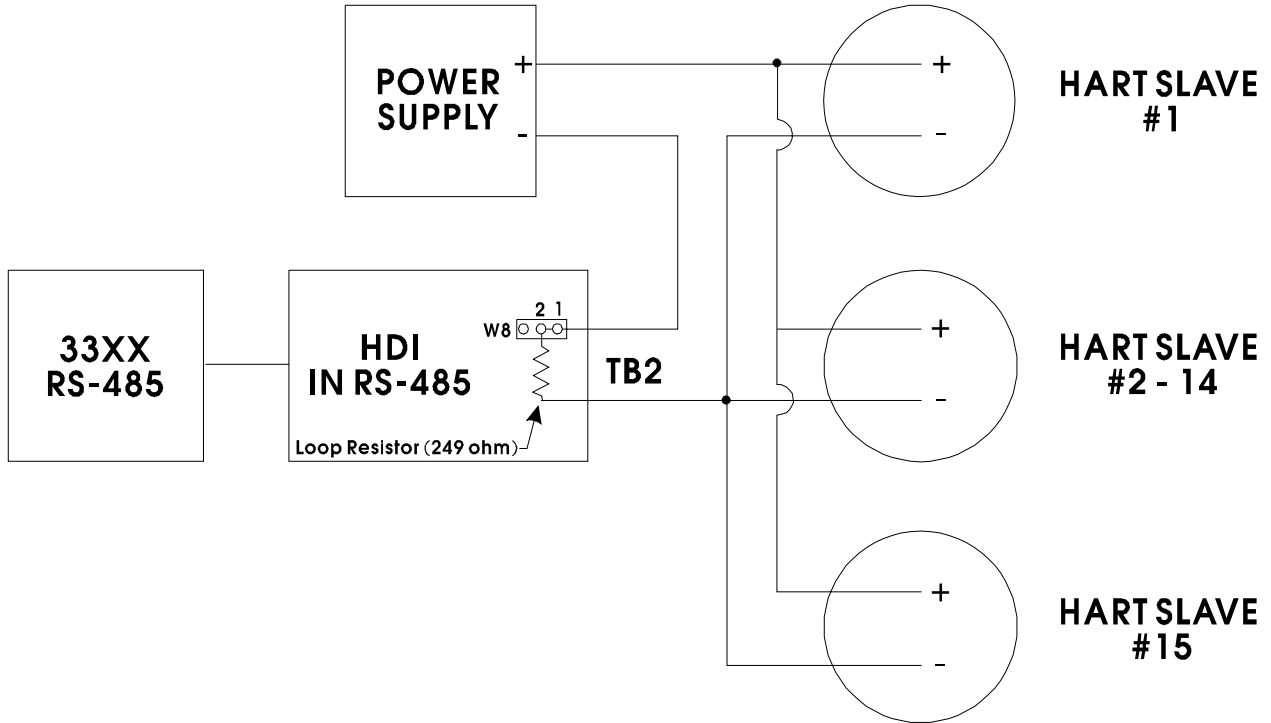 POWER
SUPPLY
+
-
+
-
HART SLAVE
#1
33XX
RS-485
HDI
IN RS-485
W8
2 1
TB2
Loop Resistor (249 ohm)
+
-
HART SLAVE
#2 - 14
+
-
HART SLAVE
#15